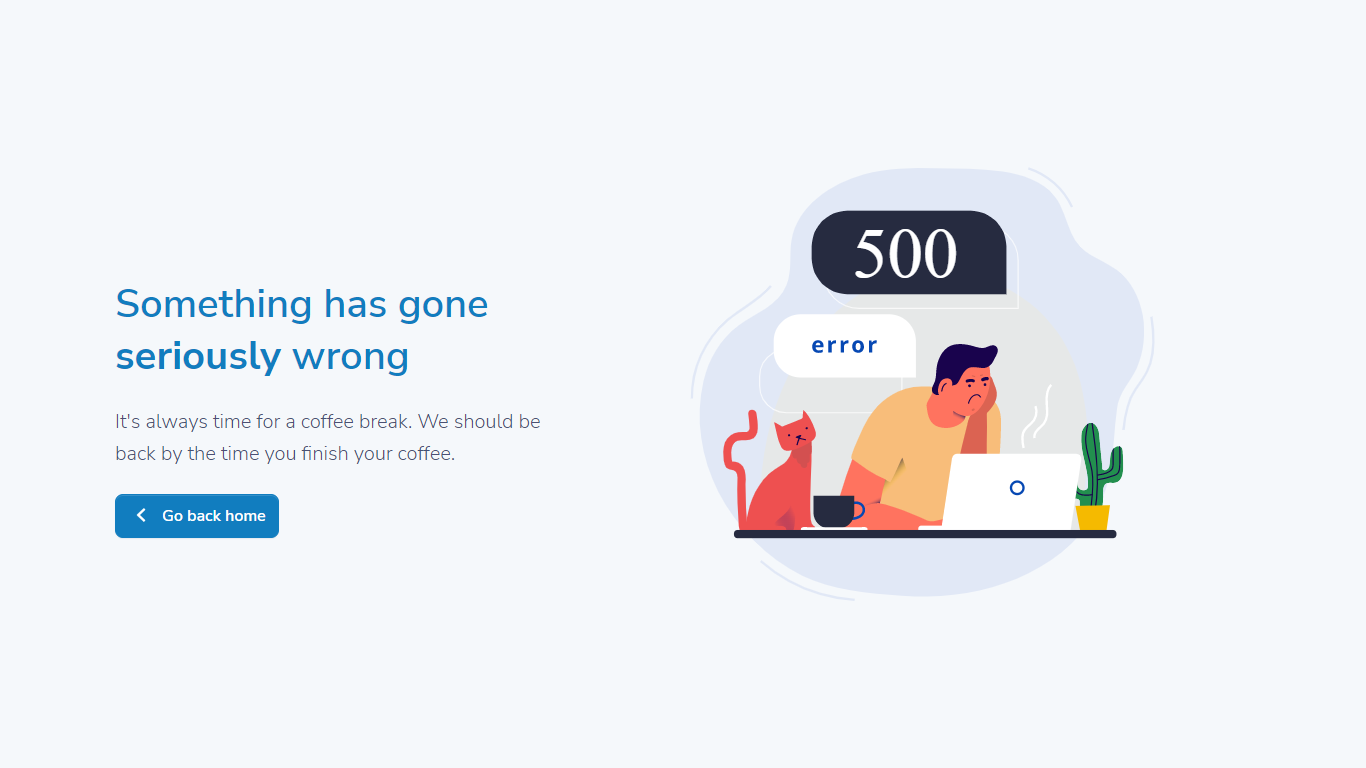 Something has gone
seriously wrong
It's always time for a coffee break. We should be
back by the time you finish your coffee.
Go back home
500
error